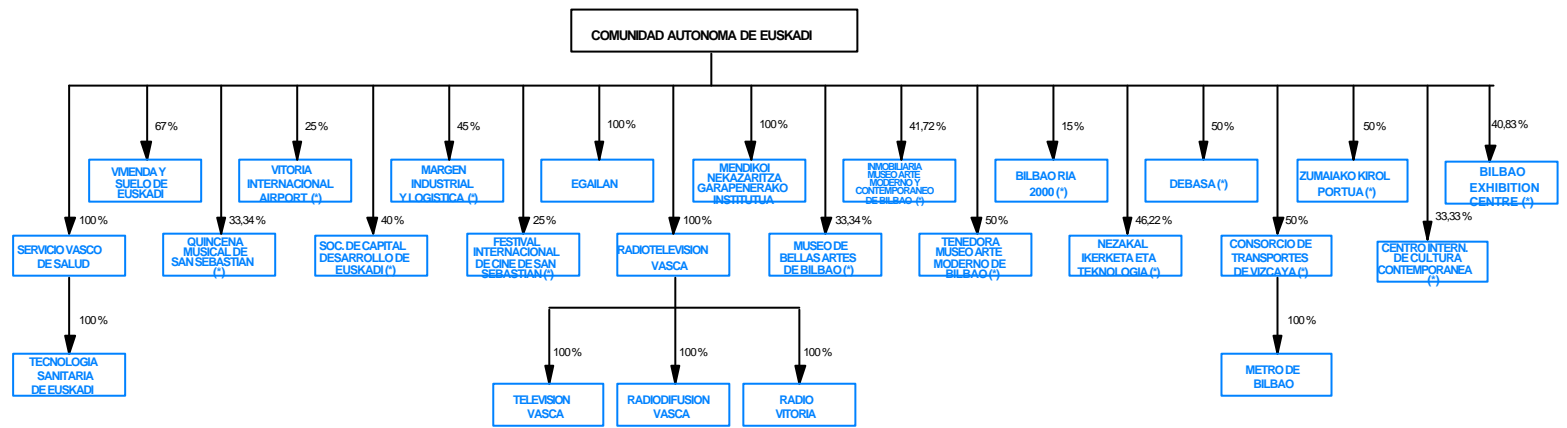 COMUNIDAD AUTONOMA DE EUSKADI
67%
25%
45%
100%
100%
41,72%
15%
50%
50%
40,83%
VIVIENDA Y
SUELO DE
EUSKADI
VITORIA
INTERNACIONAL
AIRPORT (*)
MARGEN
INDUSTRIAL
Y LOGISTICA (*)
EGAILAN
MENDIKOI
NEKAZARITZA
GARAPENERAKO
INSTITUTUA
INMOBILIARIA
MUSEO ARTE
MODERNO Y
CONTEMPORANEO
DE BILBAO (*)
BILBAO RIA
2000 (*)
DEBASA (*)
ZUMAIAKO KIROL
PORTUA (*)
BILBAO
EXHIBITION
CENTRE (*)
100%
33,34%
40%
25%
100%
33,34%
50%
46,22%
50%
33,33%
SERVICIO VASCO
DE SALUD
QUINCENA
MUSICAL DE
SAN SEBASTIAN
(*)
SOC. DE CAPITAL
DESARROLLO DE
EUSKADI (*)
FESTIVAL
INTERNACIONAL
DE CINE DE SAN
SEBASTIAN (*)
RADIOTELEVISION
VASCA
MUSEO DE
BELLAS ARTES
DE BILBAO (*)
TENEDORA
MUSEO ARTE
MODERNO DE
BILBAO (*)
NEZAKAL
IKERKETA ETA
TEKNOLOGIA (*)
CONSORCIO DE
TRANSPORTES
DE VIZCAYA (*)
CENTRO INTERN.
DE CULTURA
CONTEMPORANEA
(*)
100%
100%
100%
100%
100%
TECNOLOGIA
SANITARIA
DE EUSKADI
TELEVISION
VASCA
RADIODIFUSION
VASCA
RADIO
VITORIA
METRO DE
BILBAO